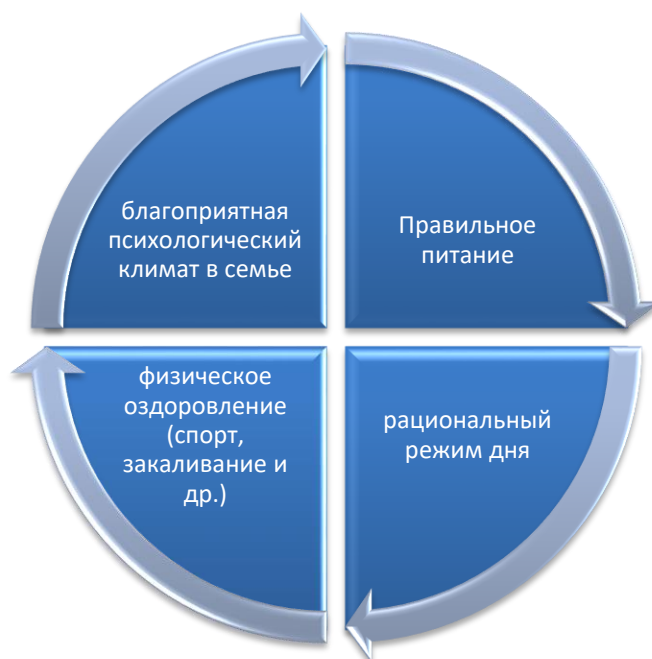 благоприятная
психологический
климат в семье
Правильное
питание
физическое
оздоровление
(спорт,
закаливание и
др.)
рациональный
режим дня